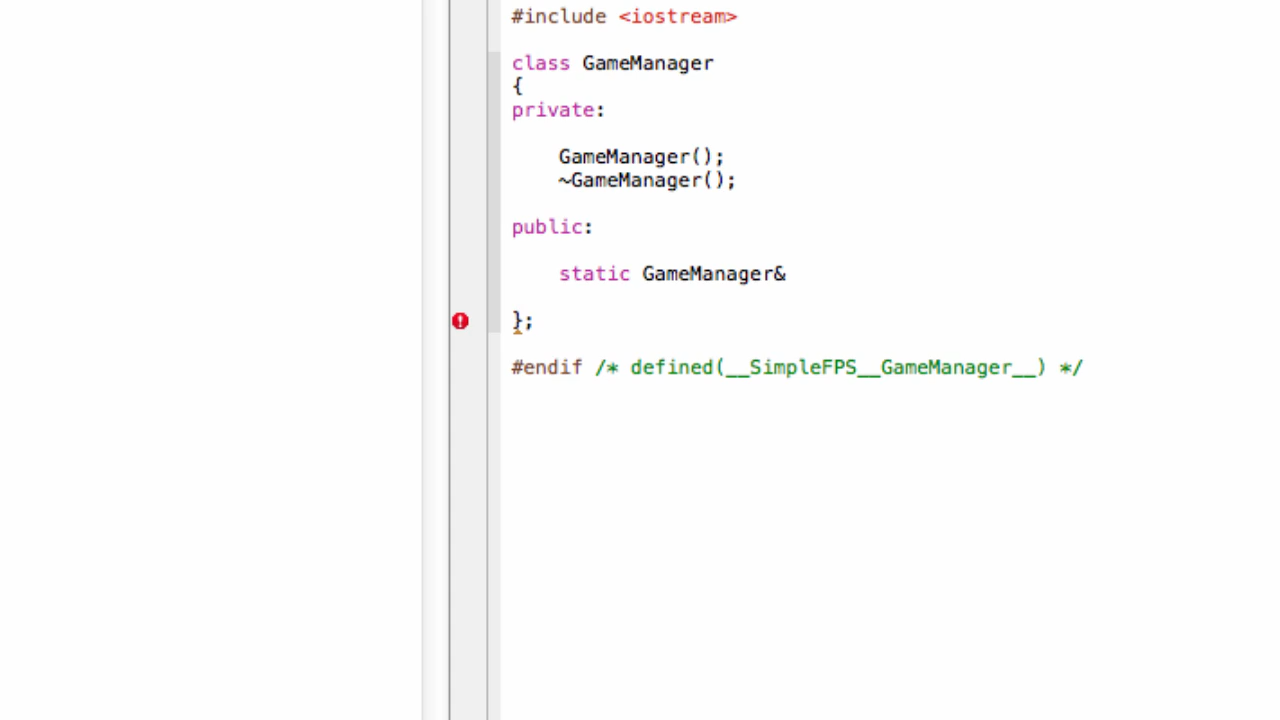 #include <iostream>
class GameManager
{
private:
GameManager();
~GameManager();
public:
static GameManager&
};
#endif /* defined(__SimpleFPS__GameManager__) */